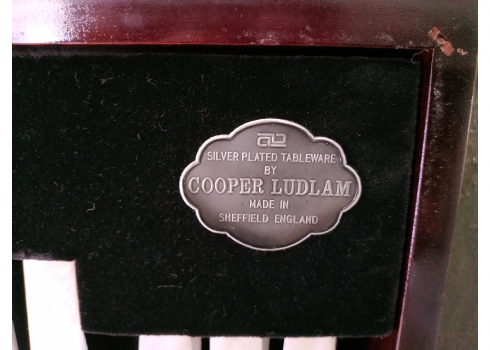 SILVER PLATED TABLEWARE
BY
COOPER LUDLAM
MADE IN
SHEFFIELD ENGLAND